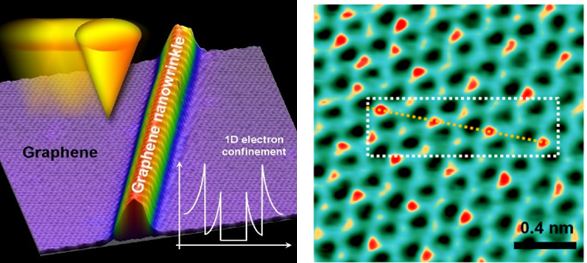 Graphene nanowrinkle
Graphene
1D electron
confinement
0.4 nm